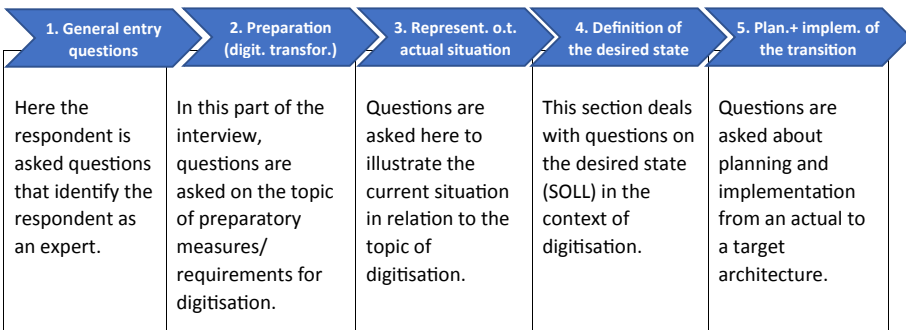 1. General entry
questions
2. Preparation
(digit. transfor.)
3. Represent. o.t.
actual situation
4. Definition of
the desired state
5. Plan.+ implem. of
the transition
Here the
respondent is
asked questions
that identify the
respondent as
an expert.
In this part of the
interview,
questions are
asked on the topic
of preparatory
measures/
requirements for
digitisation.
Questions are
asked here to
illustrate the
current situation
in relation to the
topic of
digitisation.
This section deals
with questions on
the desired state
(SOLL) in the
context of
digitisation.
Questions are
asked about
planning and
implementation
from an actual to
a target
architecture.